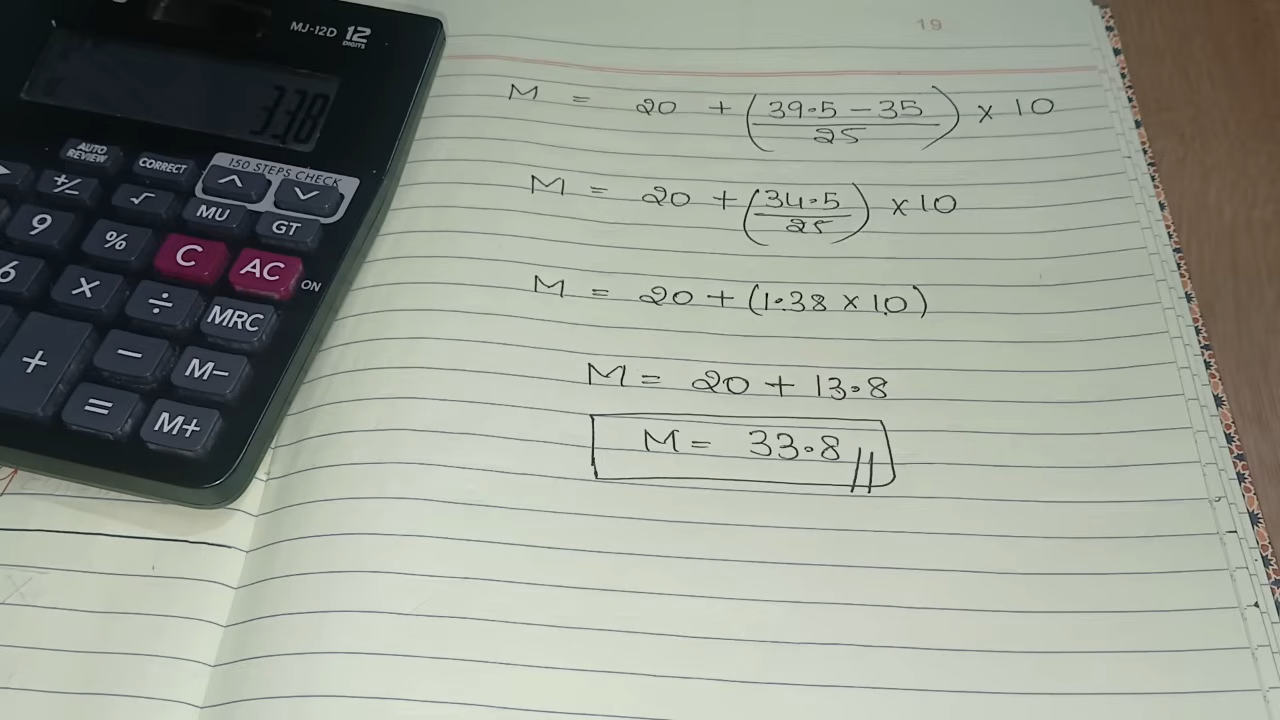 MJ-12D 12 DIGITS
338
AUTO REVIEW CORRECT 150 STEPS CHECK
+/- √ MU GT
9 % C AC ON
6 × ÷ MRC
+ − M−
= M+
19
M = 20 + (39.5 − 35 / 25) × 10
M = 20 + (34.5 / 25) × 10
M = 20 + (1.38 × 10)
M = 20 + 13.8
M = 33.8